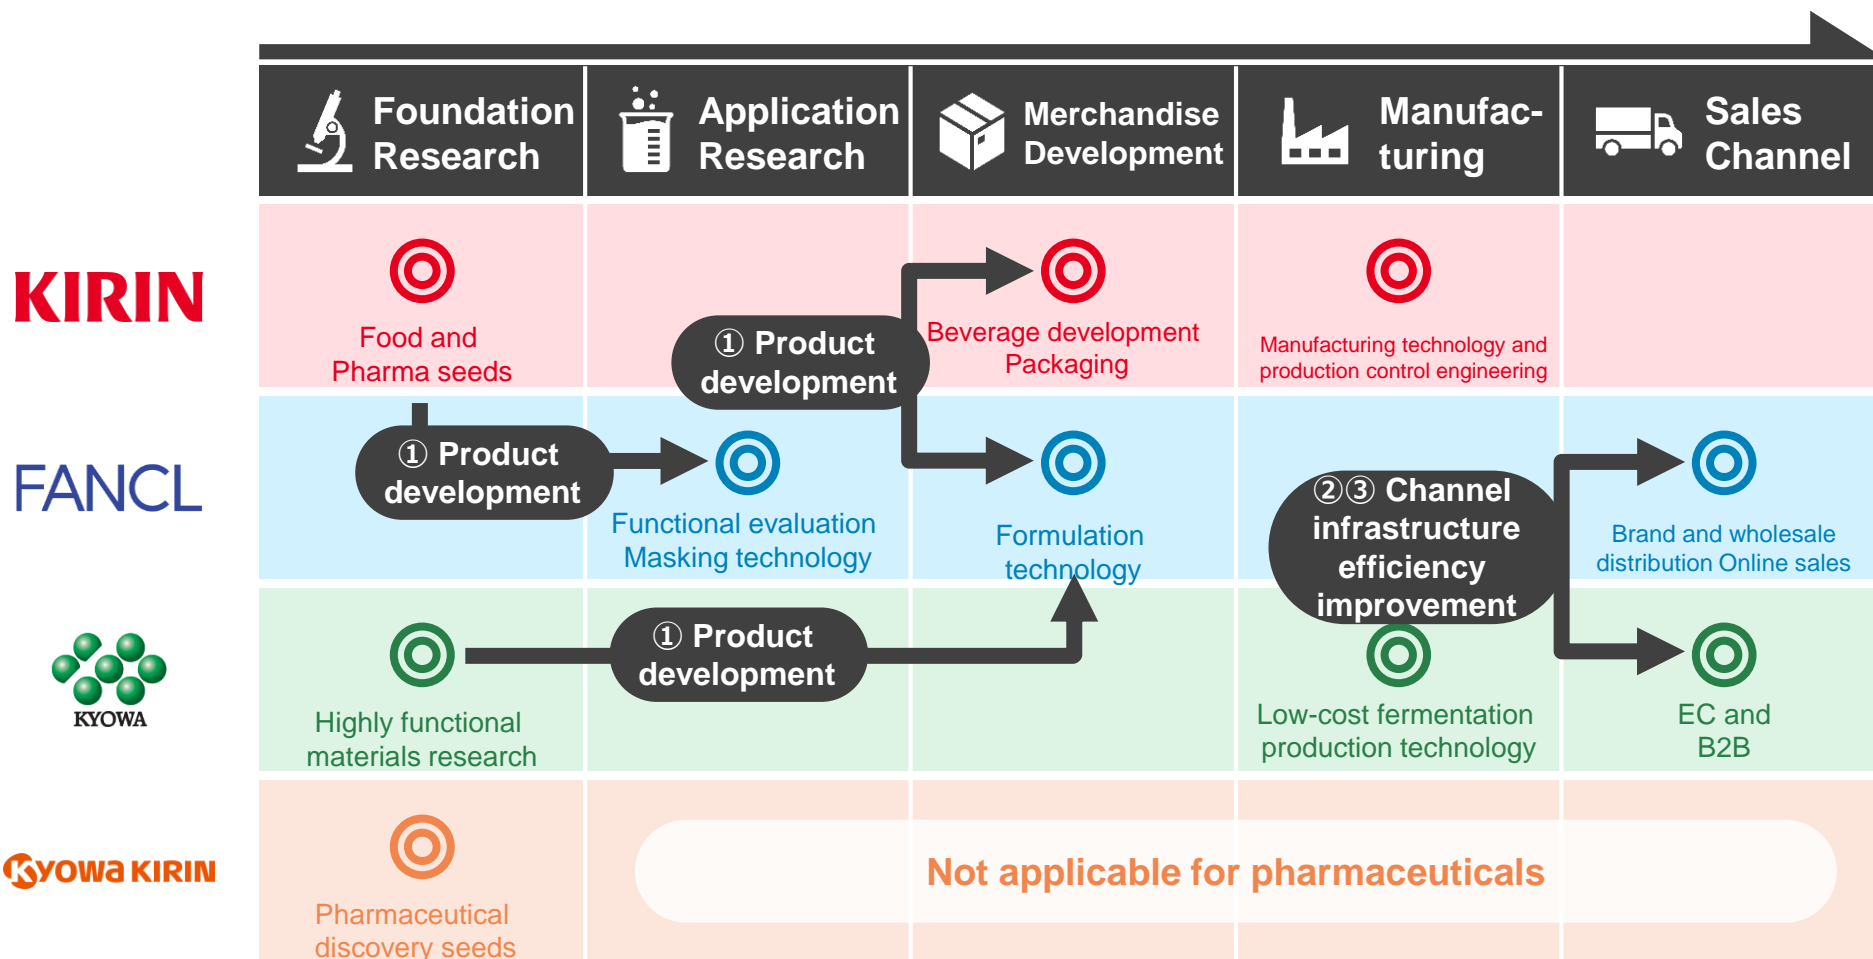 Foundation
Research
Application
Research
Merchandise
Development
Manufac-
turing
Sales
Channel
KIRIN
Food and
Pharma seeds
① Product
development
Beverage development
Packaging
Manufacturing technology and
production control engineering
FANCL
① Product
development
Functional evaluation
Masking technology
Formulation
technology
②③ Channel
infrastructure
efficiency
improvement
Brand and wholesale
distribution Online sales
KYOWA
Highly functional
materials research
① Product
development
Low-cost fermentation
production technology
EC and
B2B
Kyowa KIRIN
Pharmaceutical
discovery seeds
Not applicable for pharmaceuticals